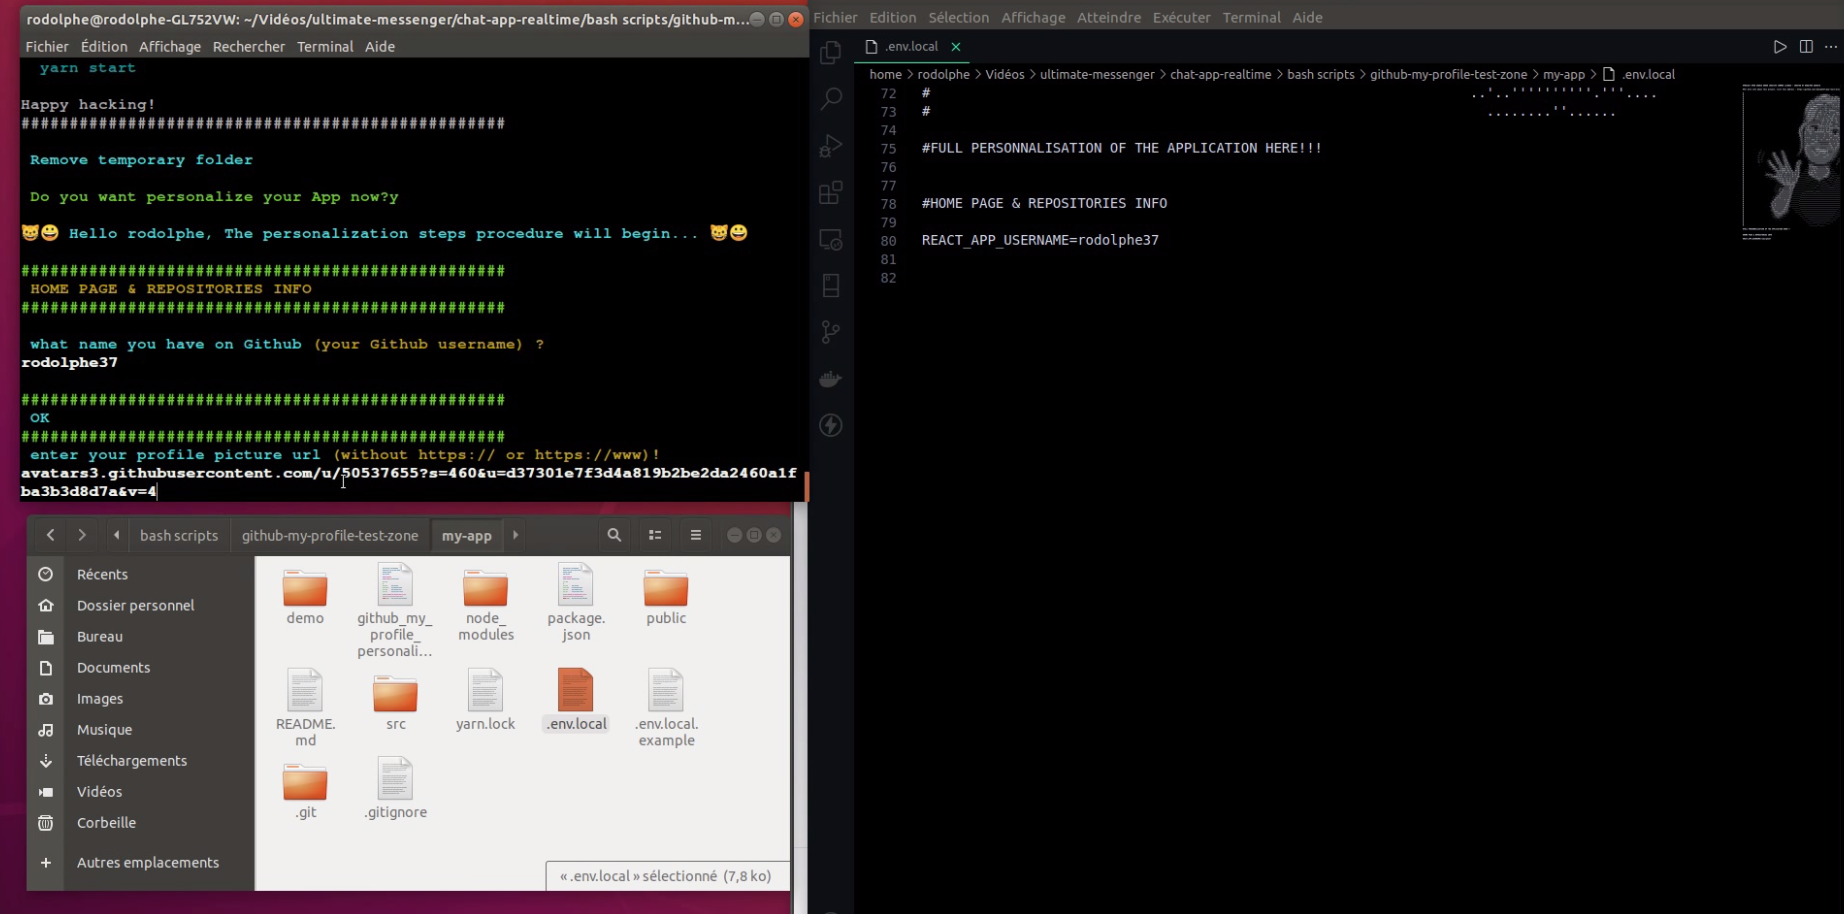 rodolphe@rodolphe-GL752VW: ~/Vidéos/ultimate-messenger/chat-app-realtime/bash scripts/github-m...
Fichier Édition Affichage Rechercher Terminal Aide
yarn start
Happy hacking!
##################################################
Remove temporary folder
Do you want personalize your App now?y
😸😀 Hello rodolphe, The personalization steps procedure will begin... 😸😀
##################################################
HOME PAGE & REPOSITORIES INFO
##################################################
what name you have on Github (your Github username) ?
rodolphe37
##################################################
OK
##################################################
enter your profile picture url (without https:// or https://www)!
avatars3.githubusercontent.com/u/50537655?s=460&u=d37301e7f3d4a819b2be2da2460a1f
ba3b3d8d7a&v=4
bash scripts github-my-profile-test-zone my-app
Récents
Dossier personnel
Bureau
Documents
Images
Musique
Téléchargements
Vidéos
Corbeille
+ Autres emplacements
demo
github_my_
profile_
personali...
node_
modules
package.
json
public
README.
md
src
yarn.lock
.env.local
.env.local.
example
.git
.gitignore
« .env.local » sélectionné (7,8 ko)
Fichier Edition Sélection Affichage Atteindre Exécuter Terminal Aide
.env.local
home > rodolphe > Vidéos > ultimate-messenger > chat-app-realtime > bash scripts > github-my-profile-test-zone > my-app > .env.local
72 # ..'..''''''''''.'''....
73 # ........''......
74
75 #FULL PERSONNALISATION OF THE APPLICATION HERE!!!
76
77
78 #HOME PAGE & REPOSITORIES INFO
79
80 REACT_APP_USERNAME=rodolphe37
81
82